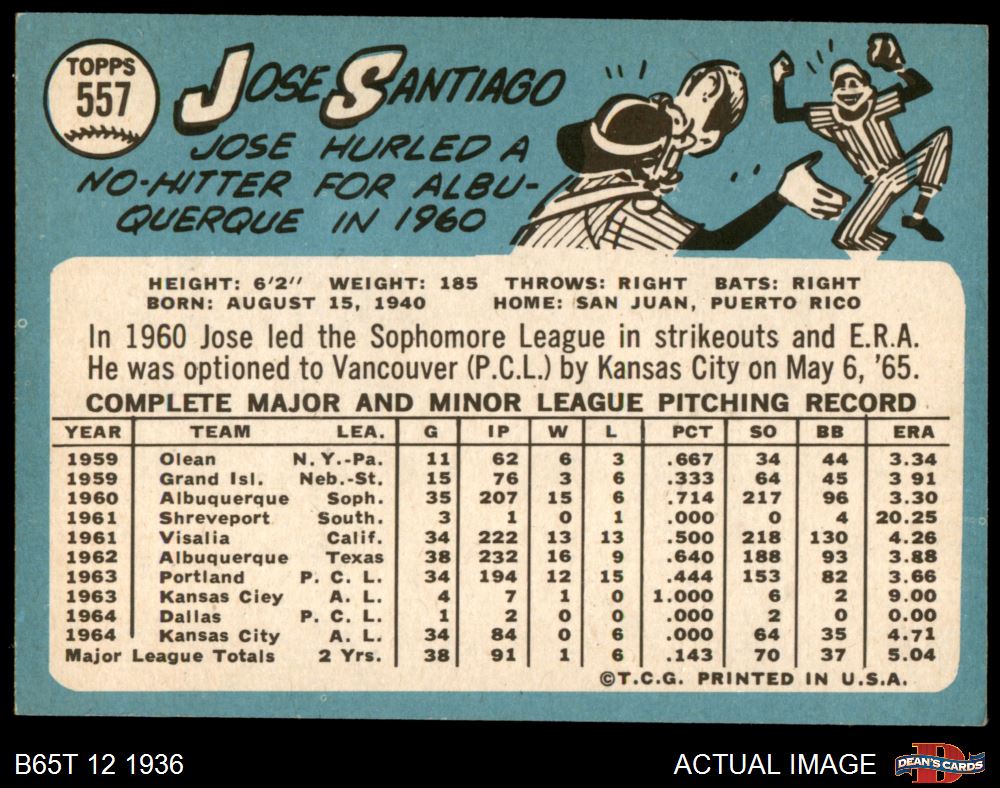 TOPPS
557
JOSE SANTIAGO
JOSE HURLED A
NO-HITTER FOR ALBU-
QUERQUE IN 1960
HEIGHT: 6'2" WEIGHT: 185 THROWS: RIGHT BATS: RIGHT
BORN: AUGUST 15, 1940 HOME: SAN JUAN, PUERTO RICO
In 1960 Jose led the Sophomore League in strikeouts and E.R.A.
He was optioned to Vancouver (P.C.L.) by Kansas City on May 6, '65.
COMPLETE MAJOR AND MINOR LEAGUE PITCHING RECORD
YEAR TEAM LEA. G IP W L PCT SO BB ERA
1959 Olean N.Y.-Pa. 11 62 6 3 .667 34 44 3.34
1959 Grand Isl. Neb.-St. 15 76 3 6 .333 64 45 3 91
1960 Albuquerque Soph. 35 207 15 6 .714 217 96 3.30
1961 Shreveport South. 3 1 0 1 .000 0 4 20.25
1961 Visalia Calif. 34 222 13 13 .500 218 130 4.26
1962 Albuquerque Texas 38 232 16 9 .640 188 93 3.88
1963 Portland P. C. L. 34 194 12 15 .444 153 82 3.66
1963 Kansas Ciey A. L. 4 7 1 0 1.000 6 2 9.00
1964 Dallas P. C. L. 1 2 0 0 .000 2 0 0.00
1964 Kansas City A. L. 34 84 0 6 .000 64 35 4.71
Major League Totals 2 Yrs. 38 91 1 6 .143 70 37 5.04
©T.C.G. PRINTED IN U.S.A.
B65T 12 1936
ACTUAL IMAGE
D
DEAN'S CARDS